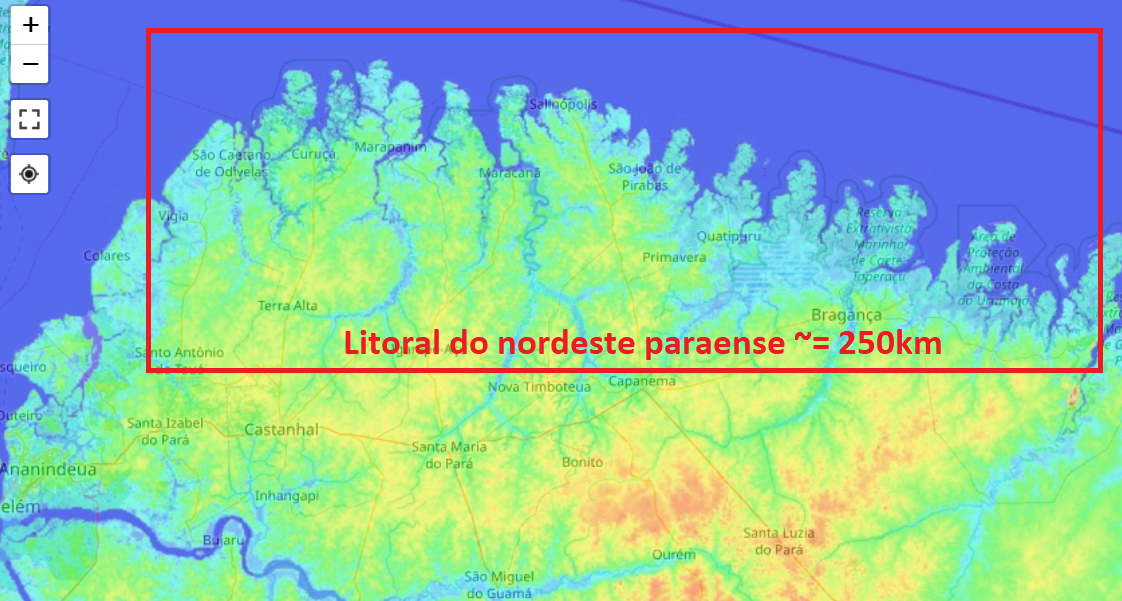 +
−
Salinópolis
São Caetano
de Odivelas
Curuçá
Marapanim
Maracanã
São João de
Pirabas
Vigia
Quatipuru
Reserva
Extrativista
Marinha
de Caeté-
Taperaçu
Área de
Proteção
Ambiental
da Costa
do Urumajó
Colares
Primavera
Terra Alta
Bragança
Litoral do nordeste paraense ~= 250km
Santo Antônio
do Tauá
squeiro
Nova Timboteua
Capanema
Outeiro
Santa Izabel
do Pará
Castanhal
Santa Maria
do Pará
Bonito
Ananindeua
Inhangapi
elém
Bujaru
Santa Luzia
do Pará
Ourém
São Miguel
do Guamá